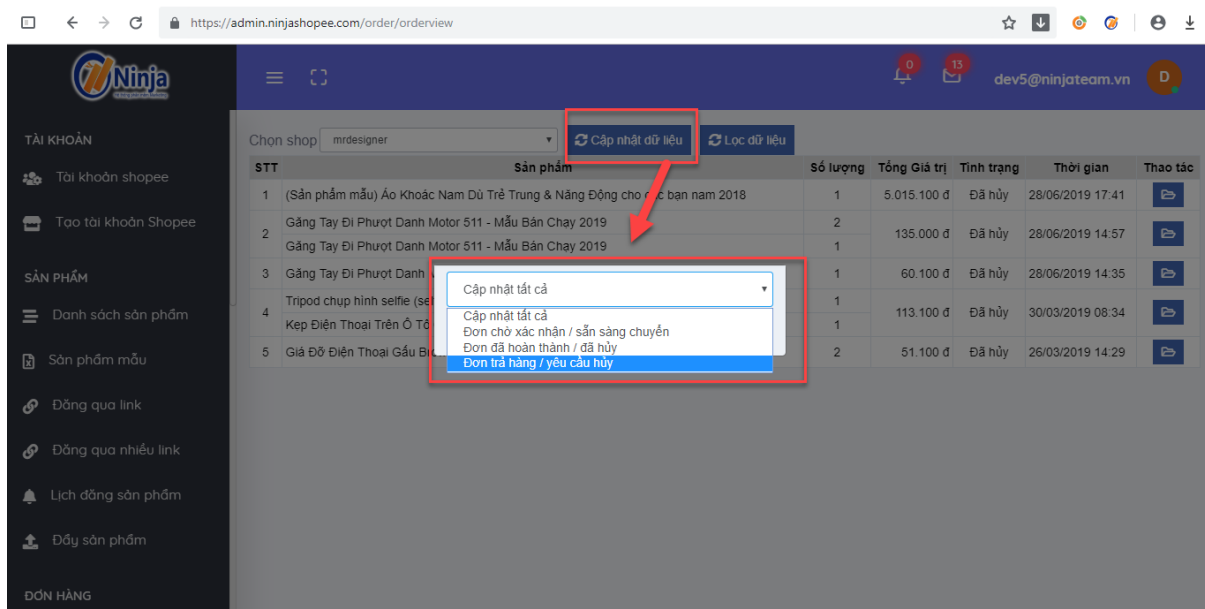 https://admin.ninjashopee.com/order/orderview
Ninja
0
13
dev5@ninjateam.vn
D
TÀI KHOẢN
Tài khoản shopee
Tạo tài khoản Shopee
SẢN PHẨM
Danh sách sản phẩm
Sản phẩm mẫu
Đăng qua link
Đăng qua nhiều link
Lịch đăng sản phẩm
Đẩy sản phẩm
ĐƠN HÀNG
Chọn shop mrdesigner Cập nhật dữ liệu Lọc dữ liệu
STT Sản phẩm Số lượng Tổng Giá trị Tình trạng Thời gian Thao tác
1 (Sản phẩm mẫu) Áo Khoác Nam Dù Trẻ Trung & Năng Động cho các bạn nam 2018 1 5.015.100 đ Đã hủy 28/06/2019 17:41
2 Găng Tay Đi Phượt Danh Motor 511 - Mẫu Bán Chạy 2019 2 135.000 đ Đã hủy 28/06/2019 14:57
Găng Tay Đi Phượt Danh Motor 511 - Mẫu Bán Chạy 2019 1
3 Găng Tay Đi Phượt Danh 1 60.100 đ Đã hủy 28/06/2019 14:35
4 Tripod chụp hình selfie 1 113.100 đ Đã hủy 30/03/2019 08:34
Kẹp Điện Thoại Trên Ô Tô 1
5 Giá Đỡ Điện Thoại Gấu 2 51.100 đ Đã hủy 26/03/2019 14:29
Cập nhật tất cả
Cập nhật tất cả
Đơn chờ xác nhận / sẵn sàng chuyển
Đơn đã hoàn thành / đã hủy
Đơn trả hàng / yêu cầu hủy